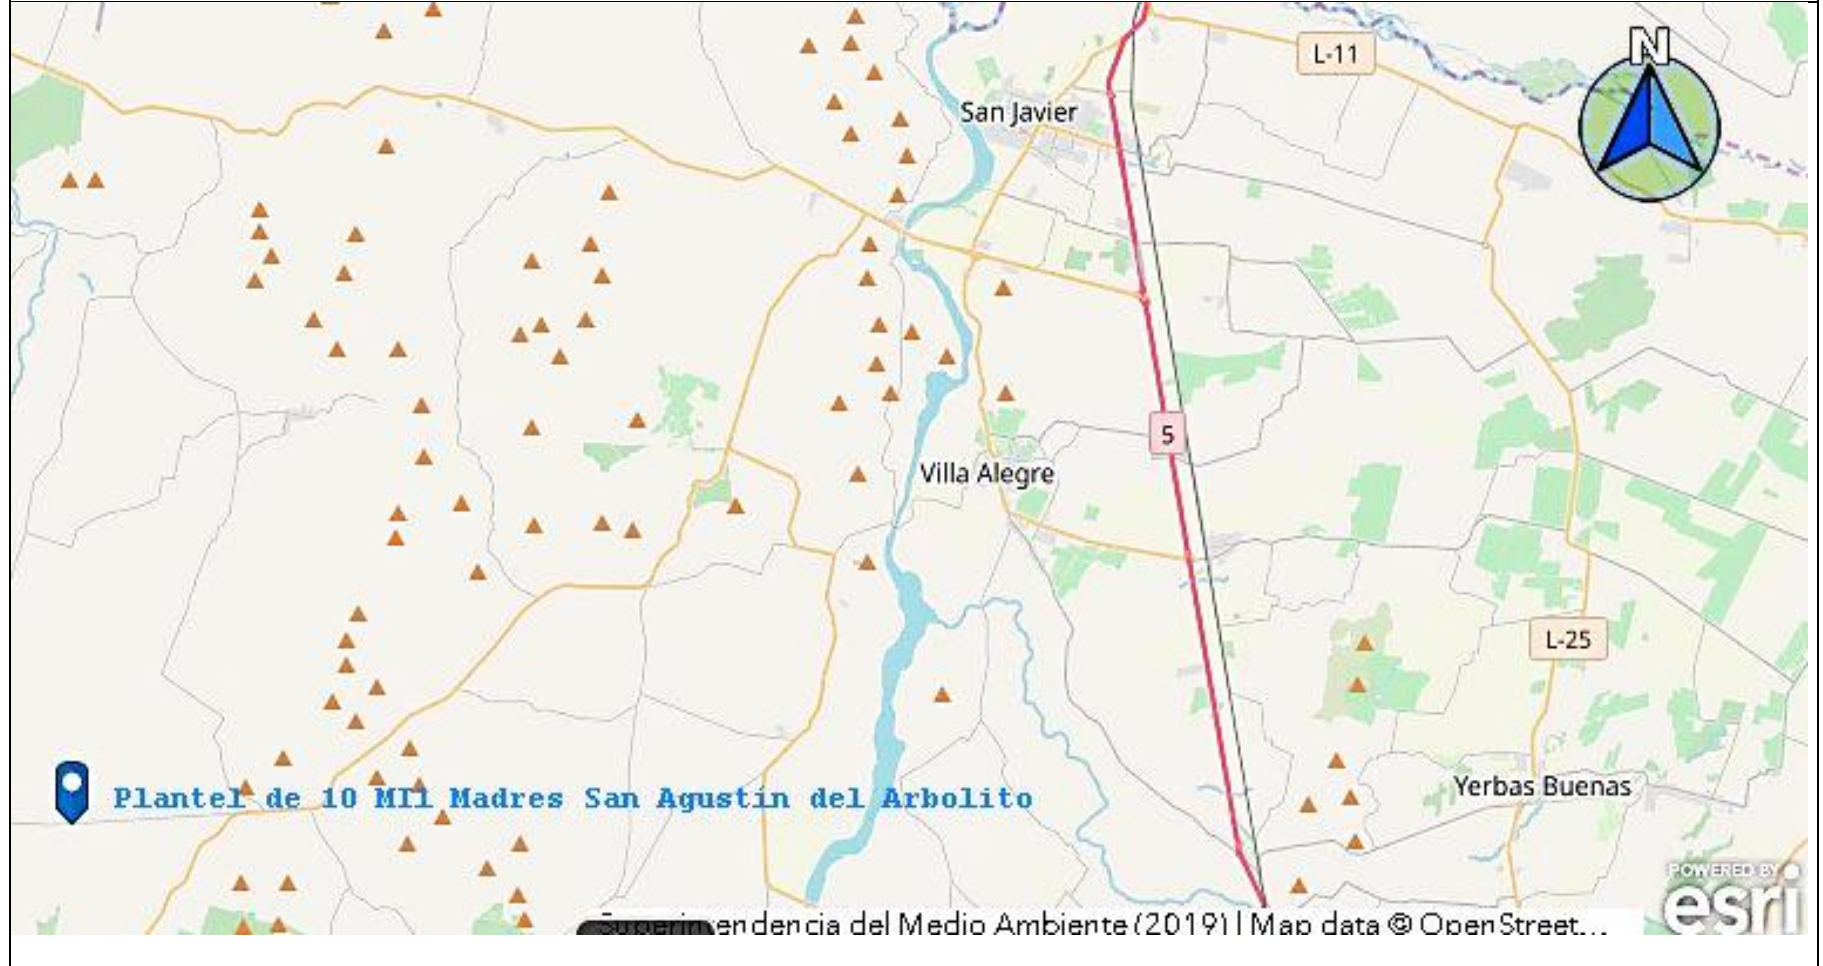 N
L-11
San Javier
5
Villa Alegre
L-25
Yerbas Buenas
Plantel de 10 MIl Madres San Agustín del Arbolito
POWERED BY
esri
Superintendencia del Medio Ambiente (2019) | Map data © OpenStreet...